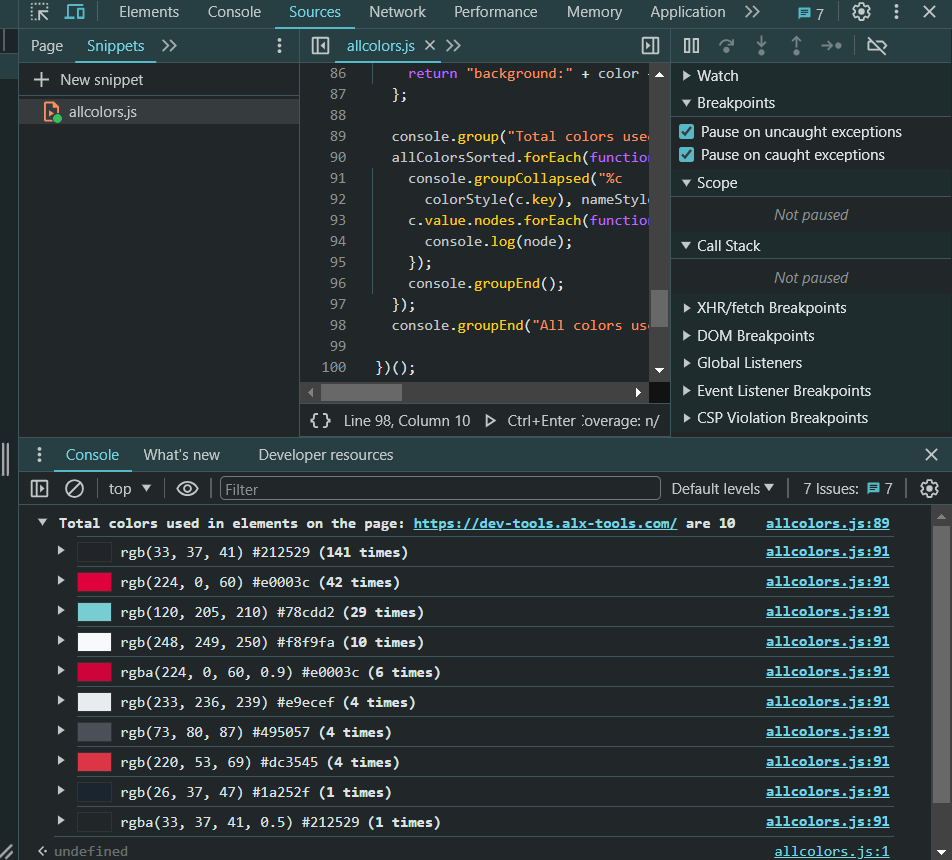 Elements Console Sources Network Performance Memory Application 7
Page Snippets
allcolors.js
New snippet
allcolors.js
86 return "background:" + color
87 };
88
89 console.group("Total colors use
90 allColorsSorted.forEach(function
91 console.groupCollapsed("%c
92 colorStyle(c.key), nameStyle
93 c.value.nodes.forEach(function
94 console.log(node);
95 });
96 console.groupEnd();
97 });
98 console.groupEnd("All colors us
99
100 })();
{ } Line 98, Column 10 Ctrl+Enter Coverage: n/
Watch
Breakpoints
Pause on uncaught exceptions
Pause on caught exceptions
Scope
Not paused
Call Stack
Not paused
XHR/fetch Breakpoints
DOM Breakpoints
Global Listeners
Event Listener Breakpoints
CSP Violation Breakpoints
Console What's new Developer resources
top Filter Default levels 7 Issues: 7
Total colors used in elements on the page: https://dev-tools.alx-tools.com/ are 10 allcolors.js:89
rgb(33, 37, 41) #212529 (141 times) allcolors.js:91
rgb(224, 0, 60) #e0003c (42 times) allcolors.js:91
rgb(120, 205, 210) #78cdd2 (29 times) allcolors.js:91
rgb(248, 249, 250) #f8f9fa (10 times) allcolors.js:91
rgba(224, 0, 60, 0.9) #e0003c (6 times) allcolors.js:91
rgb(233, 236, 239) #e9ecef (4 times) allcolors.js:91
rgb(73, 80, 87) #495057 (4 times) allcolors.js:91
rgb(220, 53, 69) #dc3545 (4 times) allcolors.js:91
rgb(26, 37, 47) #1a252f (1 times) allcolors.js:91
rgba(33, 37, 41, 0.5) #212529 (1 times) allcolors.js:91
undefined allcolors.js:1